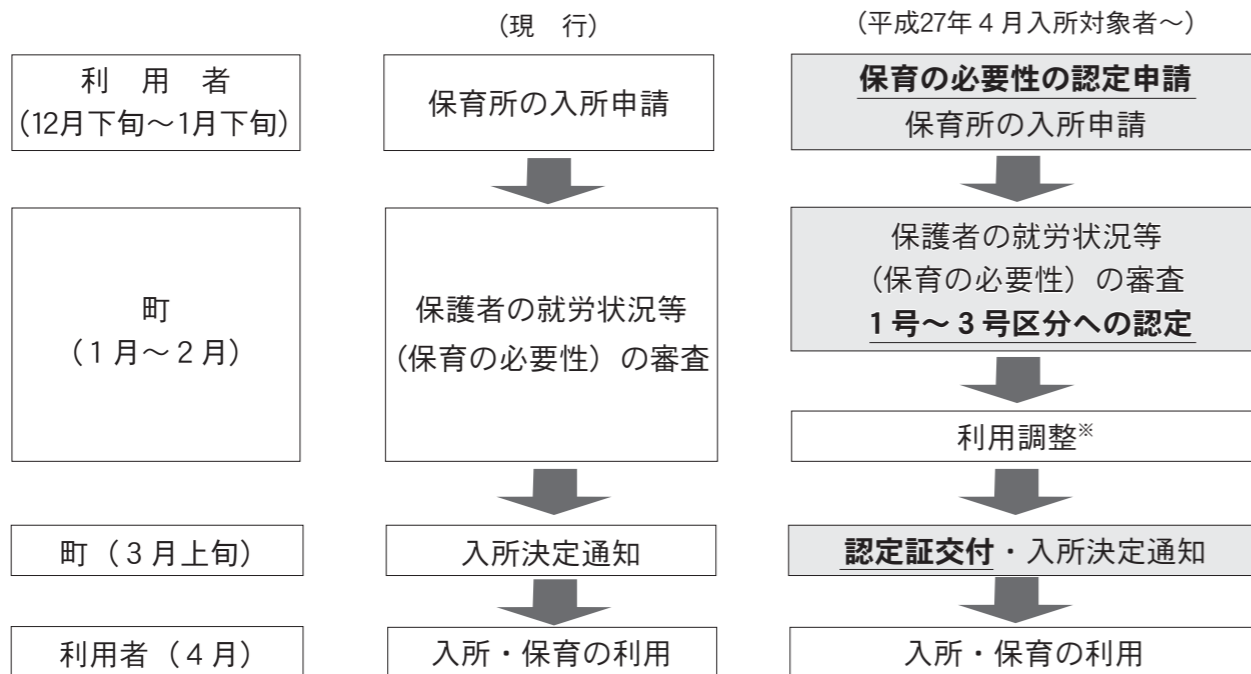 (現　行)
(平成27年4月入所対象者～)
利　用　者
(12月下旬～1月下旬)
保育所の入所申請
保育の必要性の認定申請
保育所の入所申請
町
(1月～2月)
保護者の就労状況等
(保育の必要性)の審査
保護者の就労状況等
(保育の必要性)の審査
1号～3号区分への認定
利用調整※
町(3月上旬)
入所決定通知
認定証交付・入所決定通知
利用者(4月)
入所・保育の利用
入所・保育の利用